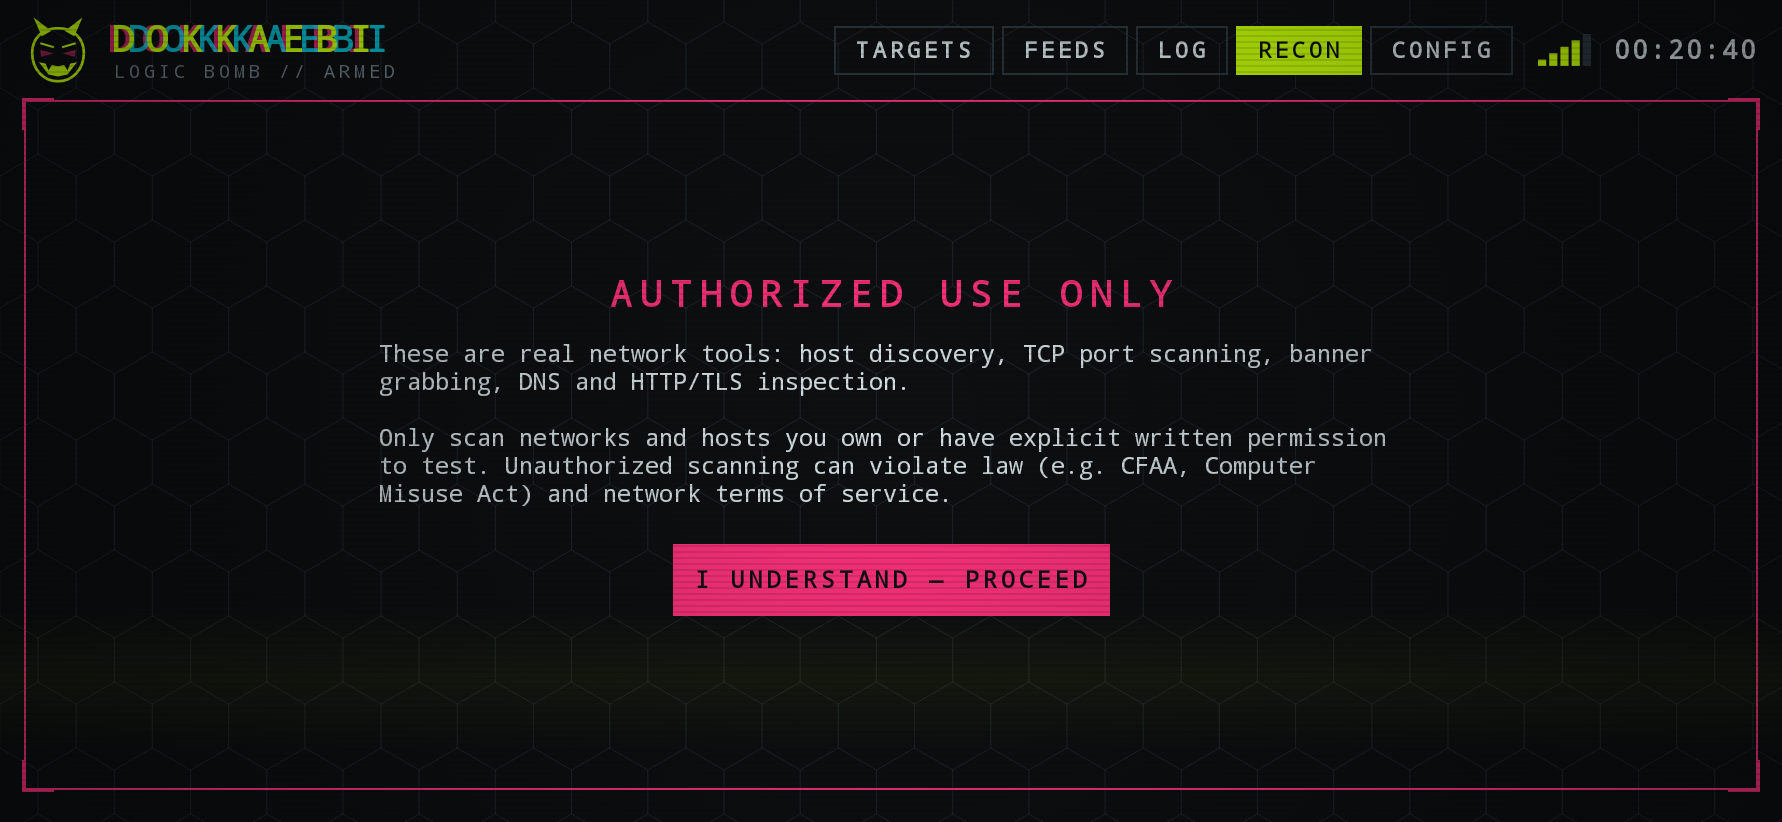 DOKKAEBI
LOGIC BOMB // ARMED
TARGETS
FEEDS
LOG
RECON
CONFIG
00:20:40
AUTHORIZED USE ONLY
These are real network tools: host discovery, TCP port scanning, banner
grabbing, DNS and HTTP/TLS inspection.
Only scan networks and hosts you own or have explicit written permission
to test. Unauthorized scanning can violate law (e.g. CFAA, Computer
Misuse Act) and network terms of service.
I UNDERSTAND — PROCEED